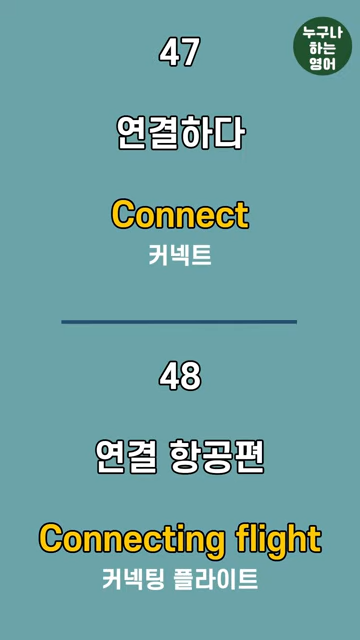 누구나
하는
영어
47
연결하다
Connect
커넥트
48
연결 항공편
Connecting flight
커넥팅 플라이트